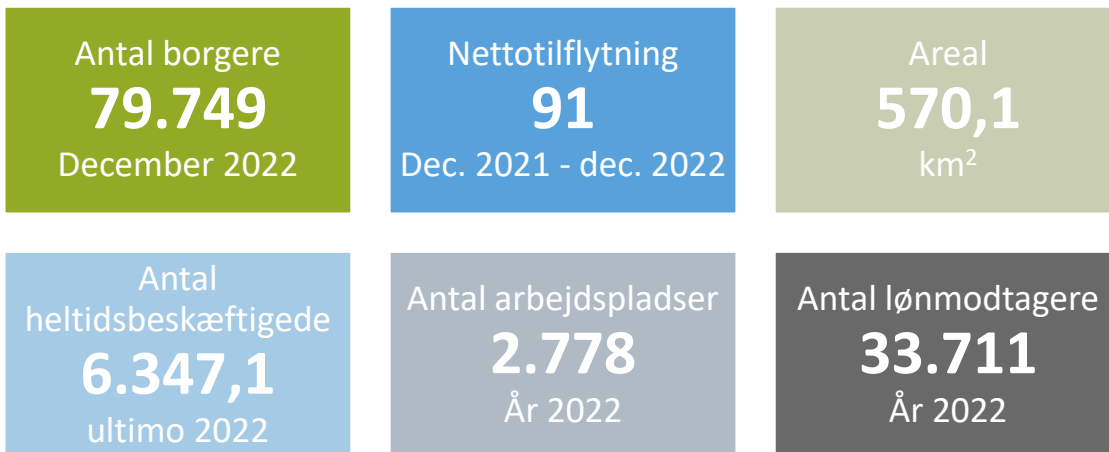 Antal borgere
79.749
December 2022
Nettotilflytning
91
Dec. 2021 - dec. 2022
Areal
570,1
km²
Antal
heltidsbeskæftigede
6.347,1
ultimo 2022
Antal arbejdspladser
2.778
År 2022
Antal lønmodtagere
33.711
År 2022